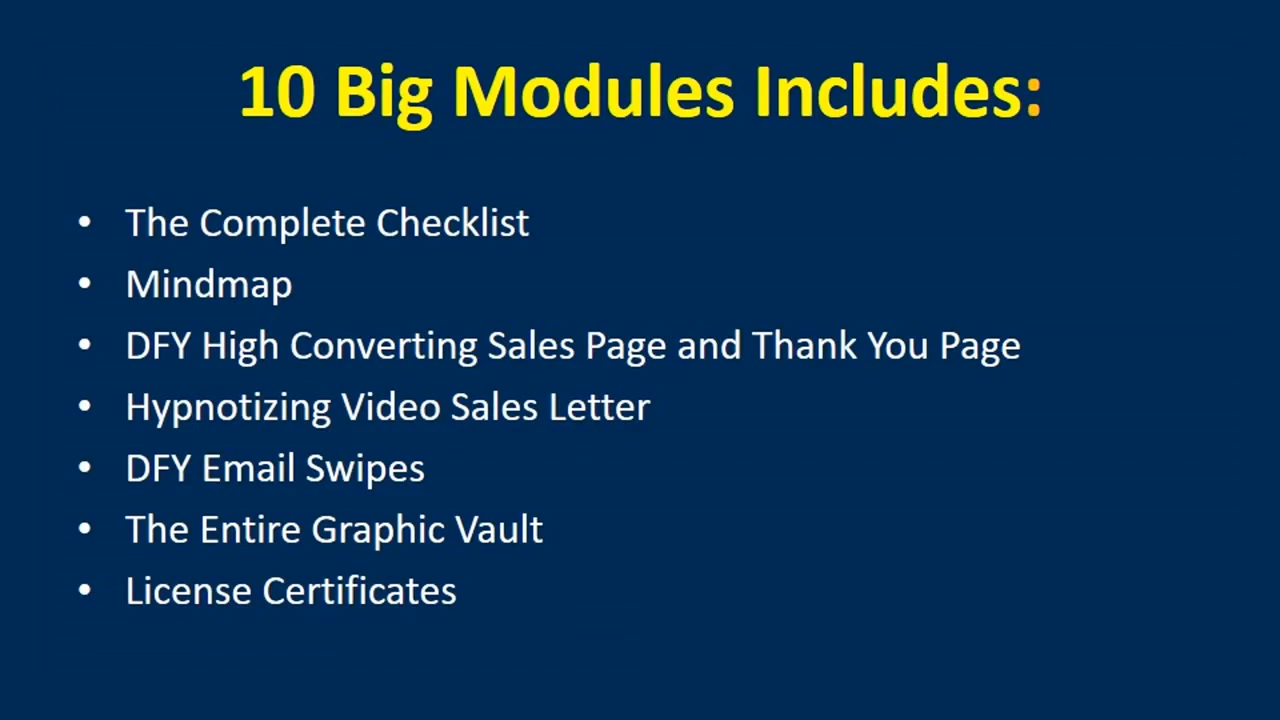 10 Big Modules Includes:
• The Complete Checklist
• Mindmap
• DFY High Converting Sales Page and Thank You Page
• Hypnotizing Video Sales Letter
• DFY Email Swipes
• The Entire Graphic Vault
• License Certificates